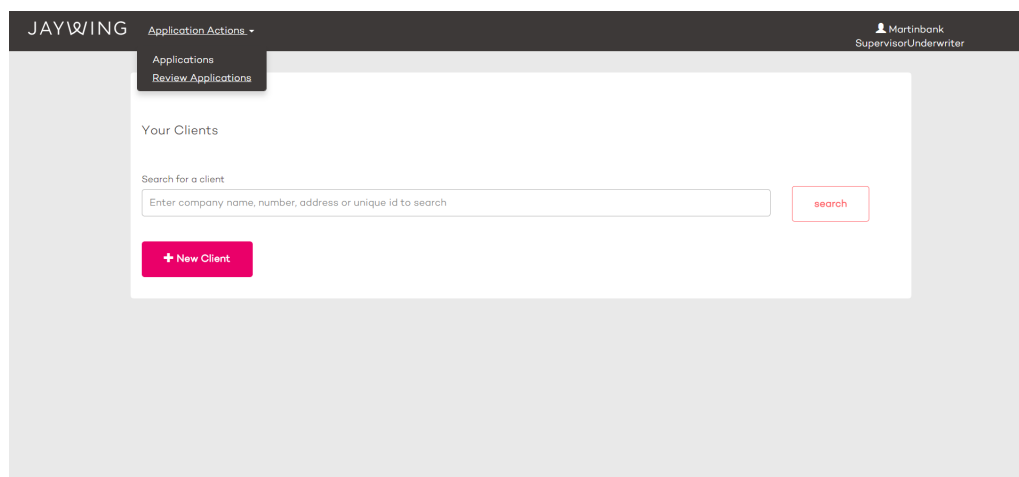 JAYWING
Application Actions
Martinbank
SupervisorUnderwriter
Applications
Review Applications
Your Clients
Search for a client
Enter company name, number, address or unique id to search
search
+ New Client